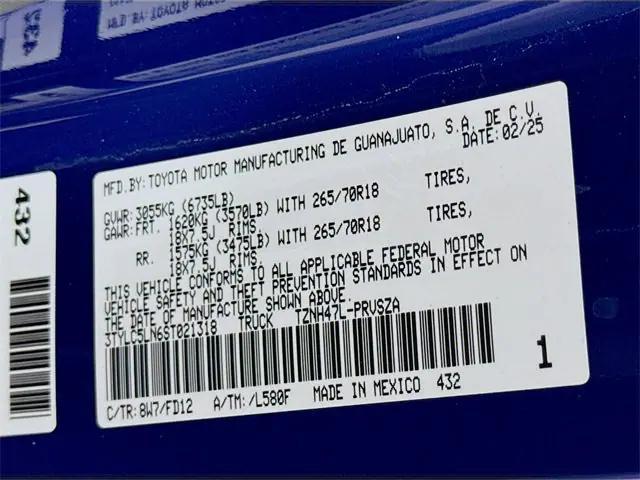 MFD.BY:TOYOTA MOTOR MANUFACTURING DE GUANAJUATO, S.A. DE C.V.
DATE:02/25
GVWR:3055KG (6735LB)
GAWR:FRT. 1620KG (3570LB) WITH 265/70R18 TIRES,
18X7.5J RIMS.
RR. 1575KG (3475LB) WITH 265/70R18 TIRES,
18X7.5J RIMS.
THIS VEHICLE CONFORMS TO ALL APPLICABLE FEDERAL MOTOR
VEHICLE SAFETY AND THEFT PREVENTION STANDARDS IN EFFECT ON
THE DATE OF MANUFACTURE SHOWN ABOVE.
3TYLC5LN6ST021318 TRUCK TZNH47L-PRVSZA
1
C/TR:8W7/FD12 A/TM:/L580F MADE IN MEXICO 432
432